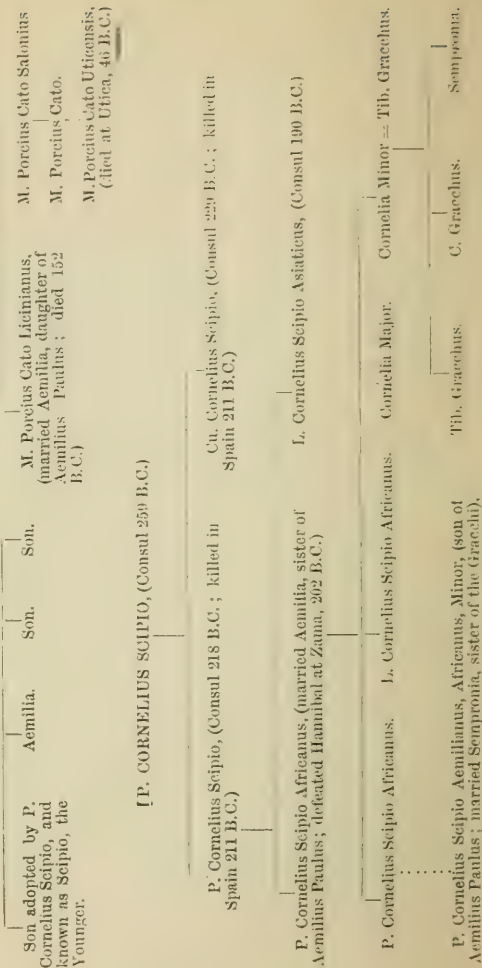 Son adopted by P.
Cornelius Scipio, and
known as Scipio, the
Younger.
Aemilia.
Son.
Son.
M. Porcius Cato Licinianus,
(married Aemilia, daughter of
Aemilius Paulus ; died 152
B.C.)
M. Porcius Cato Salonius
M. Porcius Cato.
M. Porcius Cato Uticensis,
(died at Utica, 46 B.C.)
[P. CORNELIUS SCIPIO, (Consul 259 B.C.)
P. Cornelius Scipio, (Consul 218 B.C. ; killed in
Spain 211 B.C.)
Cu. Cornelius Scipio, (Consul 229 B.C. ; killed in
Spain 211 B.C.)
P. Cornelius Scipio Africanus, (married Aemilia, sister of
Aemilius Paulus ; defeated Hannibal at Zama, 202 B.C.)
L. Cornelius Scipio Asiaticus, (Consul 190 B.C.)
P. Cornelius Scipio Africanus.
L. Cornelius Scipio Africanus.
Cornelia Major.
Cornelia Minor = Tib. Gracchus.
P. Cornelius Scipio Aemilianus, Africanus, Minor, (son of
Aemilius Paulus ; married Sempronia, sister of the Gracchi).
Tib. Gracchus.
C. Gracchus.
Sempronia.